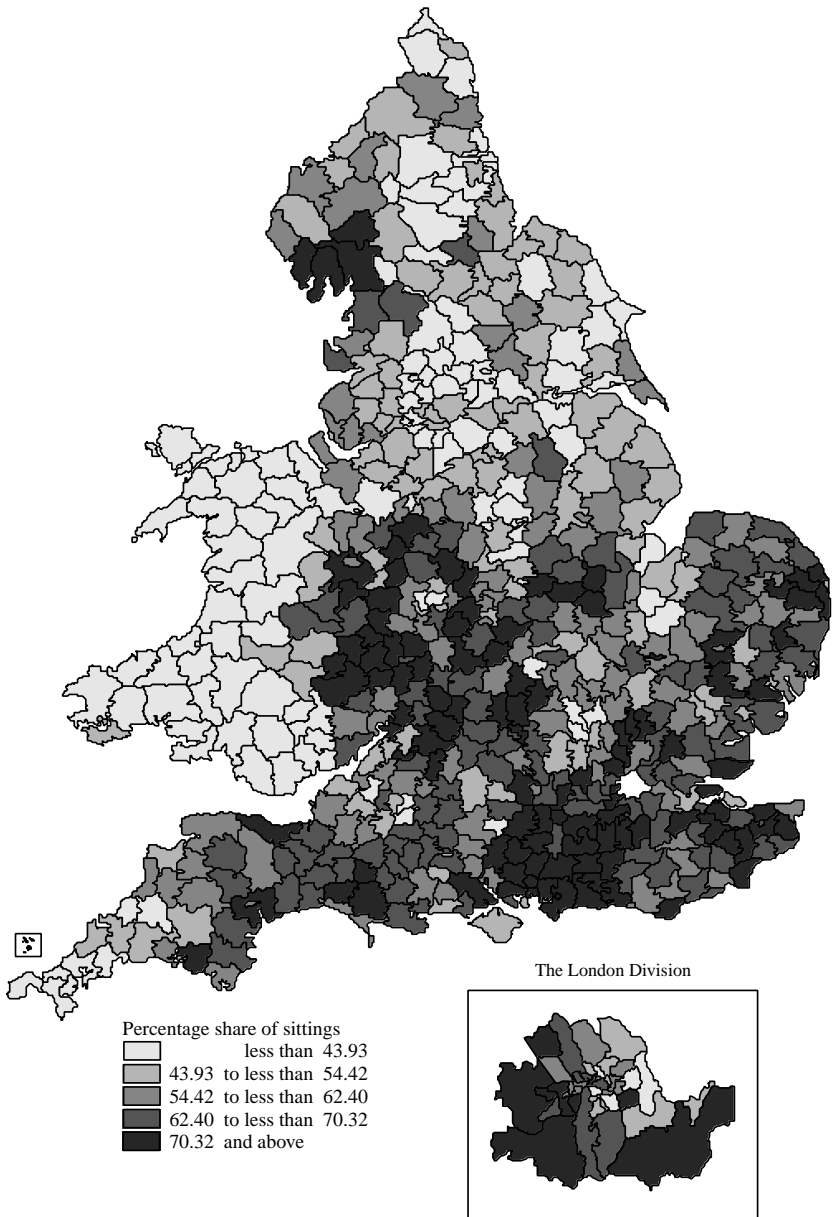 The London Division
Percentage share of sittings
less than 43.93
43.93 to less than 54.42
54.42 to less than 62.40
62.40 to less than 70.32
70.32 and above